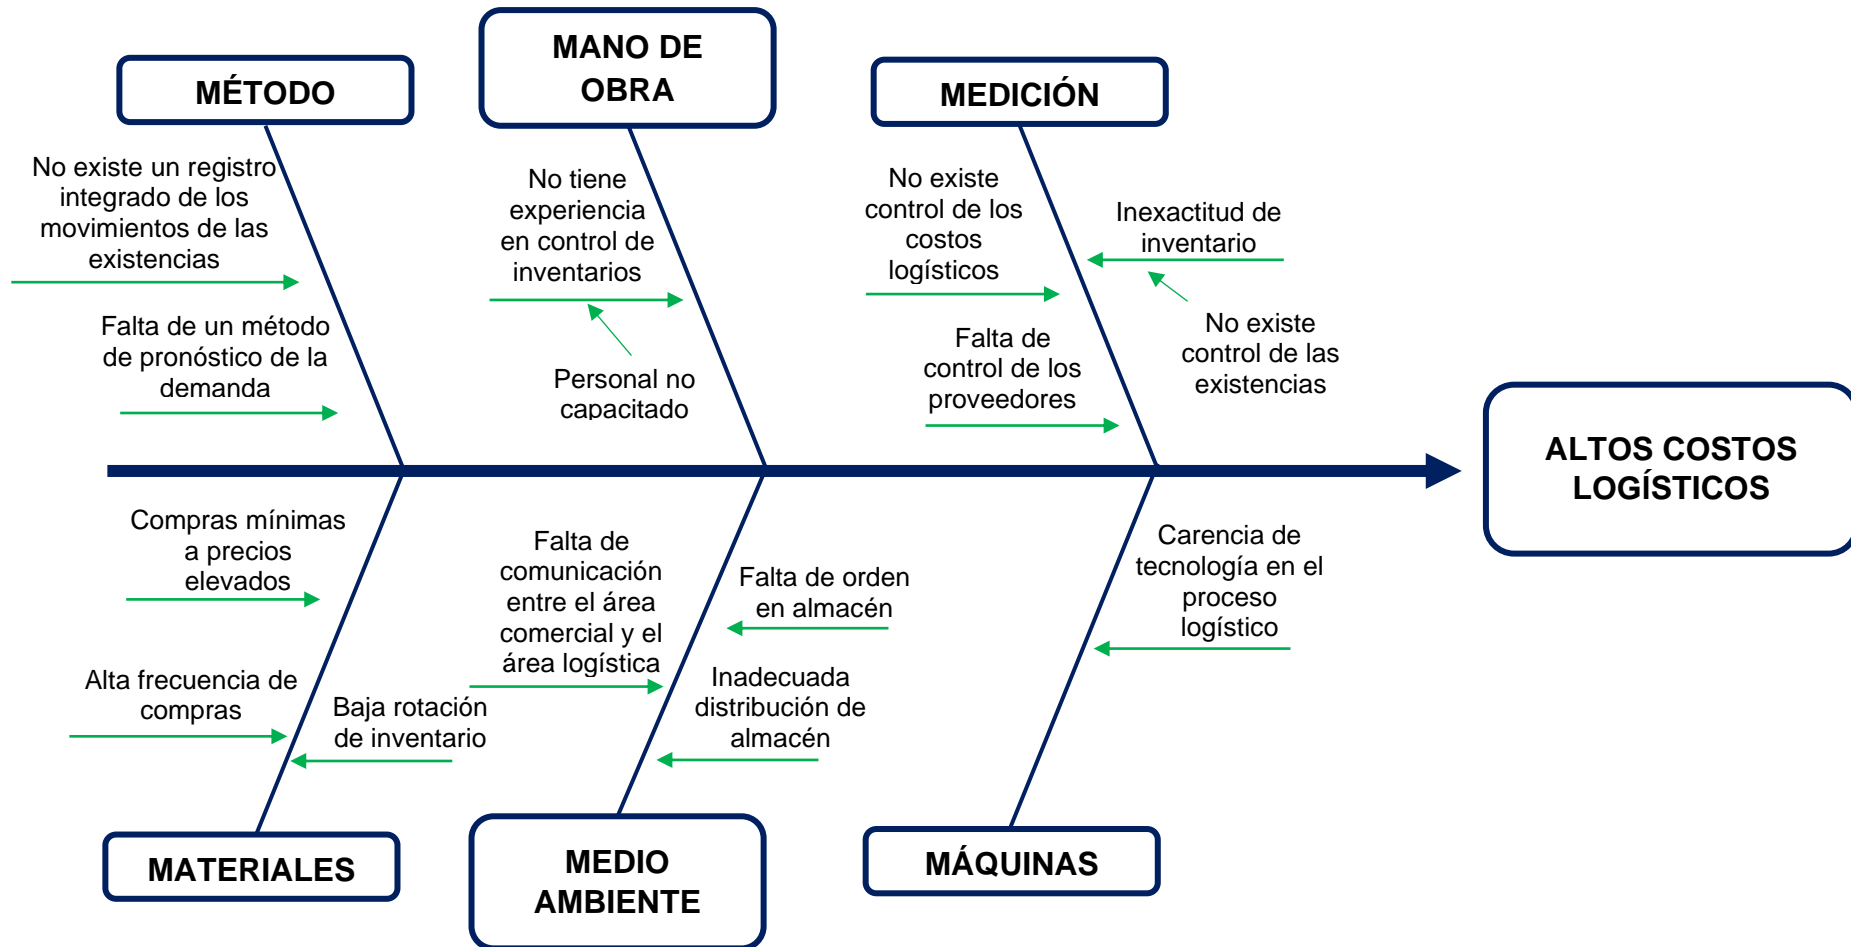 MÉTODO
No existe un registro
integrado de los
movimientos de las
existencias
Falta de un método
de pronóstico de la
demanda
MANO DE
OBRA
No tiene
experiencia
en control de
inventarios
Personal no
capacitado
MEDICIÓN
No existe
control de los
costos
logísticos
Falta de
control de los
proveedores
Inexactitud de
inventario
No existe
control de las
existencias
ALTOS COSTOS
LOGÍSTICOS
Compras mínimas
a precios
elevados
Alta frecuencia de
compras
Baja rotación
de inventario
MATERIALES
Falta de
comunicación
entre el área
comercial y el
área logística
Falta de orden
en almacén
Inadecuada
distribución de
almacén
MEDIO
AMBIENTE
Carencia de
tecnología en el
proceso
logístico
MÁQUINAS